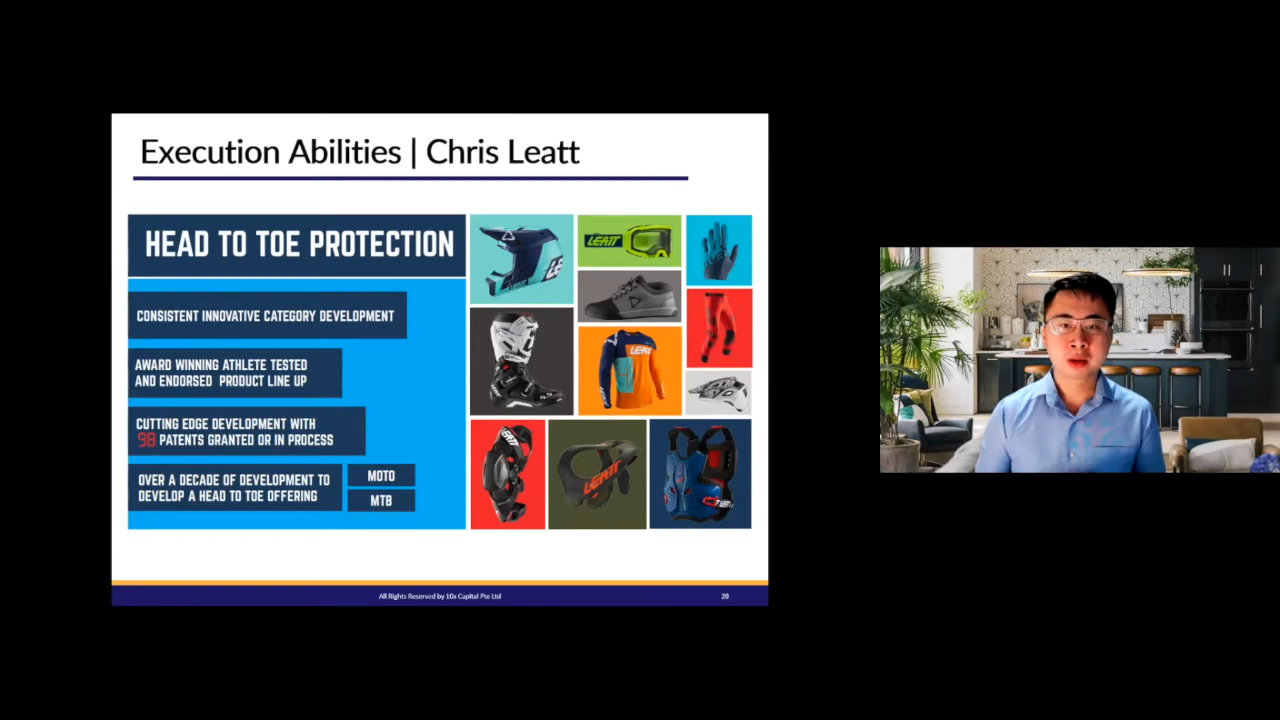 Execution Abilities | Chris Leatt
HEAD TO TOE PROTECTION
CONSISTENT INNOVATIVE CATEGORY DEVELOPMENT
AWARD WINNING ATHLETE TESTED
AND ENDORSED PRODUCT LINE UP
CUTTING EDGE DEVELOPMENT WITH
98 PATENTS GRANTED OR IN PROCESS
OVER A DECADE OF DEVELOPMENT TO
DEVELOP A HEAD TO TOE OFFERING
MOTO
MTB
LEATT
LEATT
LEATT
LEATT
All Rights Reserved by 10x Capital Pte Ltd
20